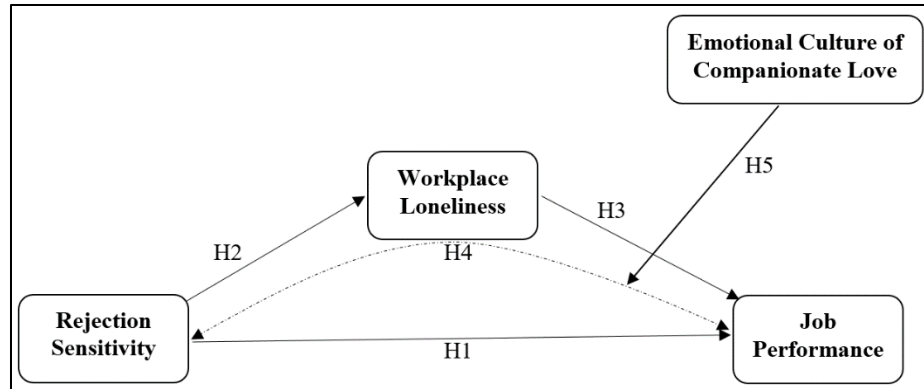 Emotional Culture of
Companionate Love
H5
Workplace
Loneliness
H3
H2
H4
Rejection
Sensitivity
H1
Job
Performance